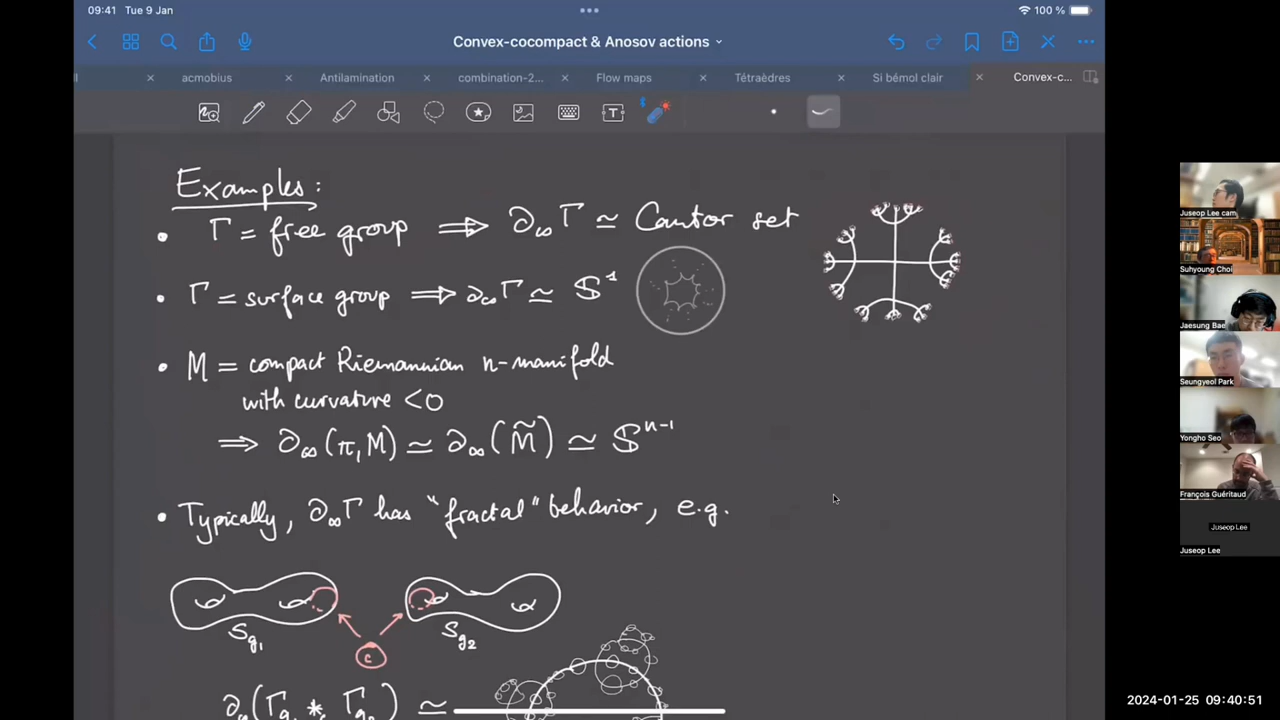 09:41 Tue 9 Jan
100 %
Convex-cocompact & Anosov actions
ll
acmobius
Antilamination
combination-2...
Flow maps
Tétraèdres
Si bémol clair
Convex-c...
Examples:
• Γ = free group ⟹ ∂∞Γ ≃ Cantor set
• Γ = surface group ⟹ ∂∞Γ ≃ 𝕊¹
• M = compact Riemannian n-manifold
with curvature <0
⟹ ∂∞(π₁M) ≃ ∂∞(M̃) ≃ 𝕊ⁿ⁻¹
• Typically, ∂∞Γ has "fractal" behavior, e.g.
S_g₁
c
S_g₂
Juseop Lee cam
Suhyoung Choi
Jaesung Bae
Seungyeol Park
Yongho Seo
François Guéritaud
Juseop Lee
Juseop Lee
2024-01-25 09:40:51